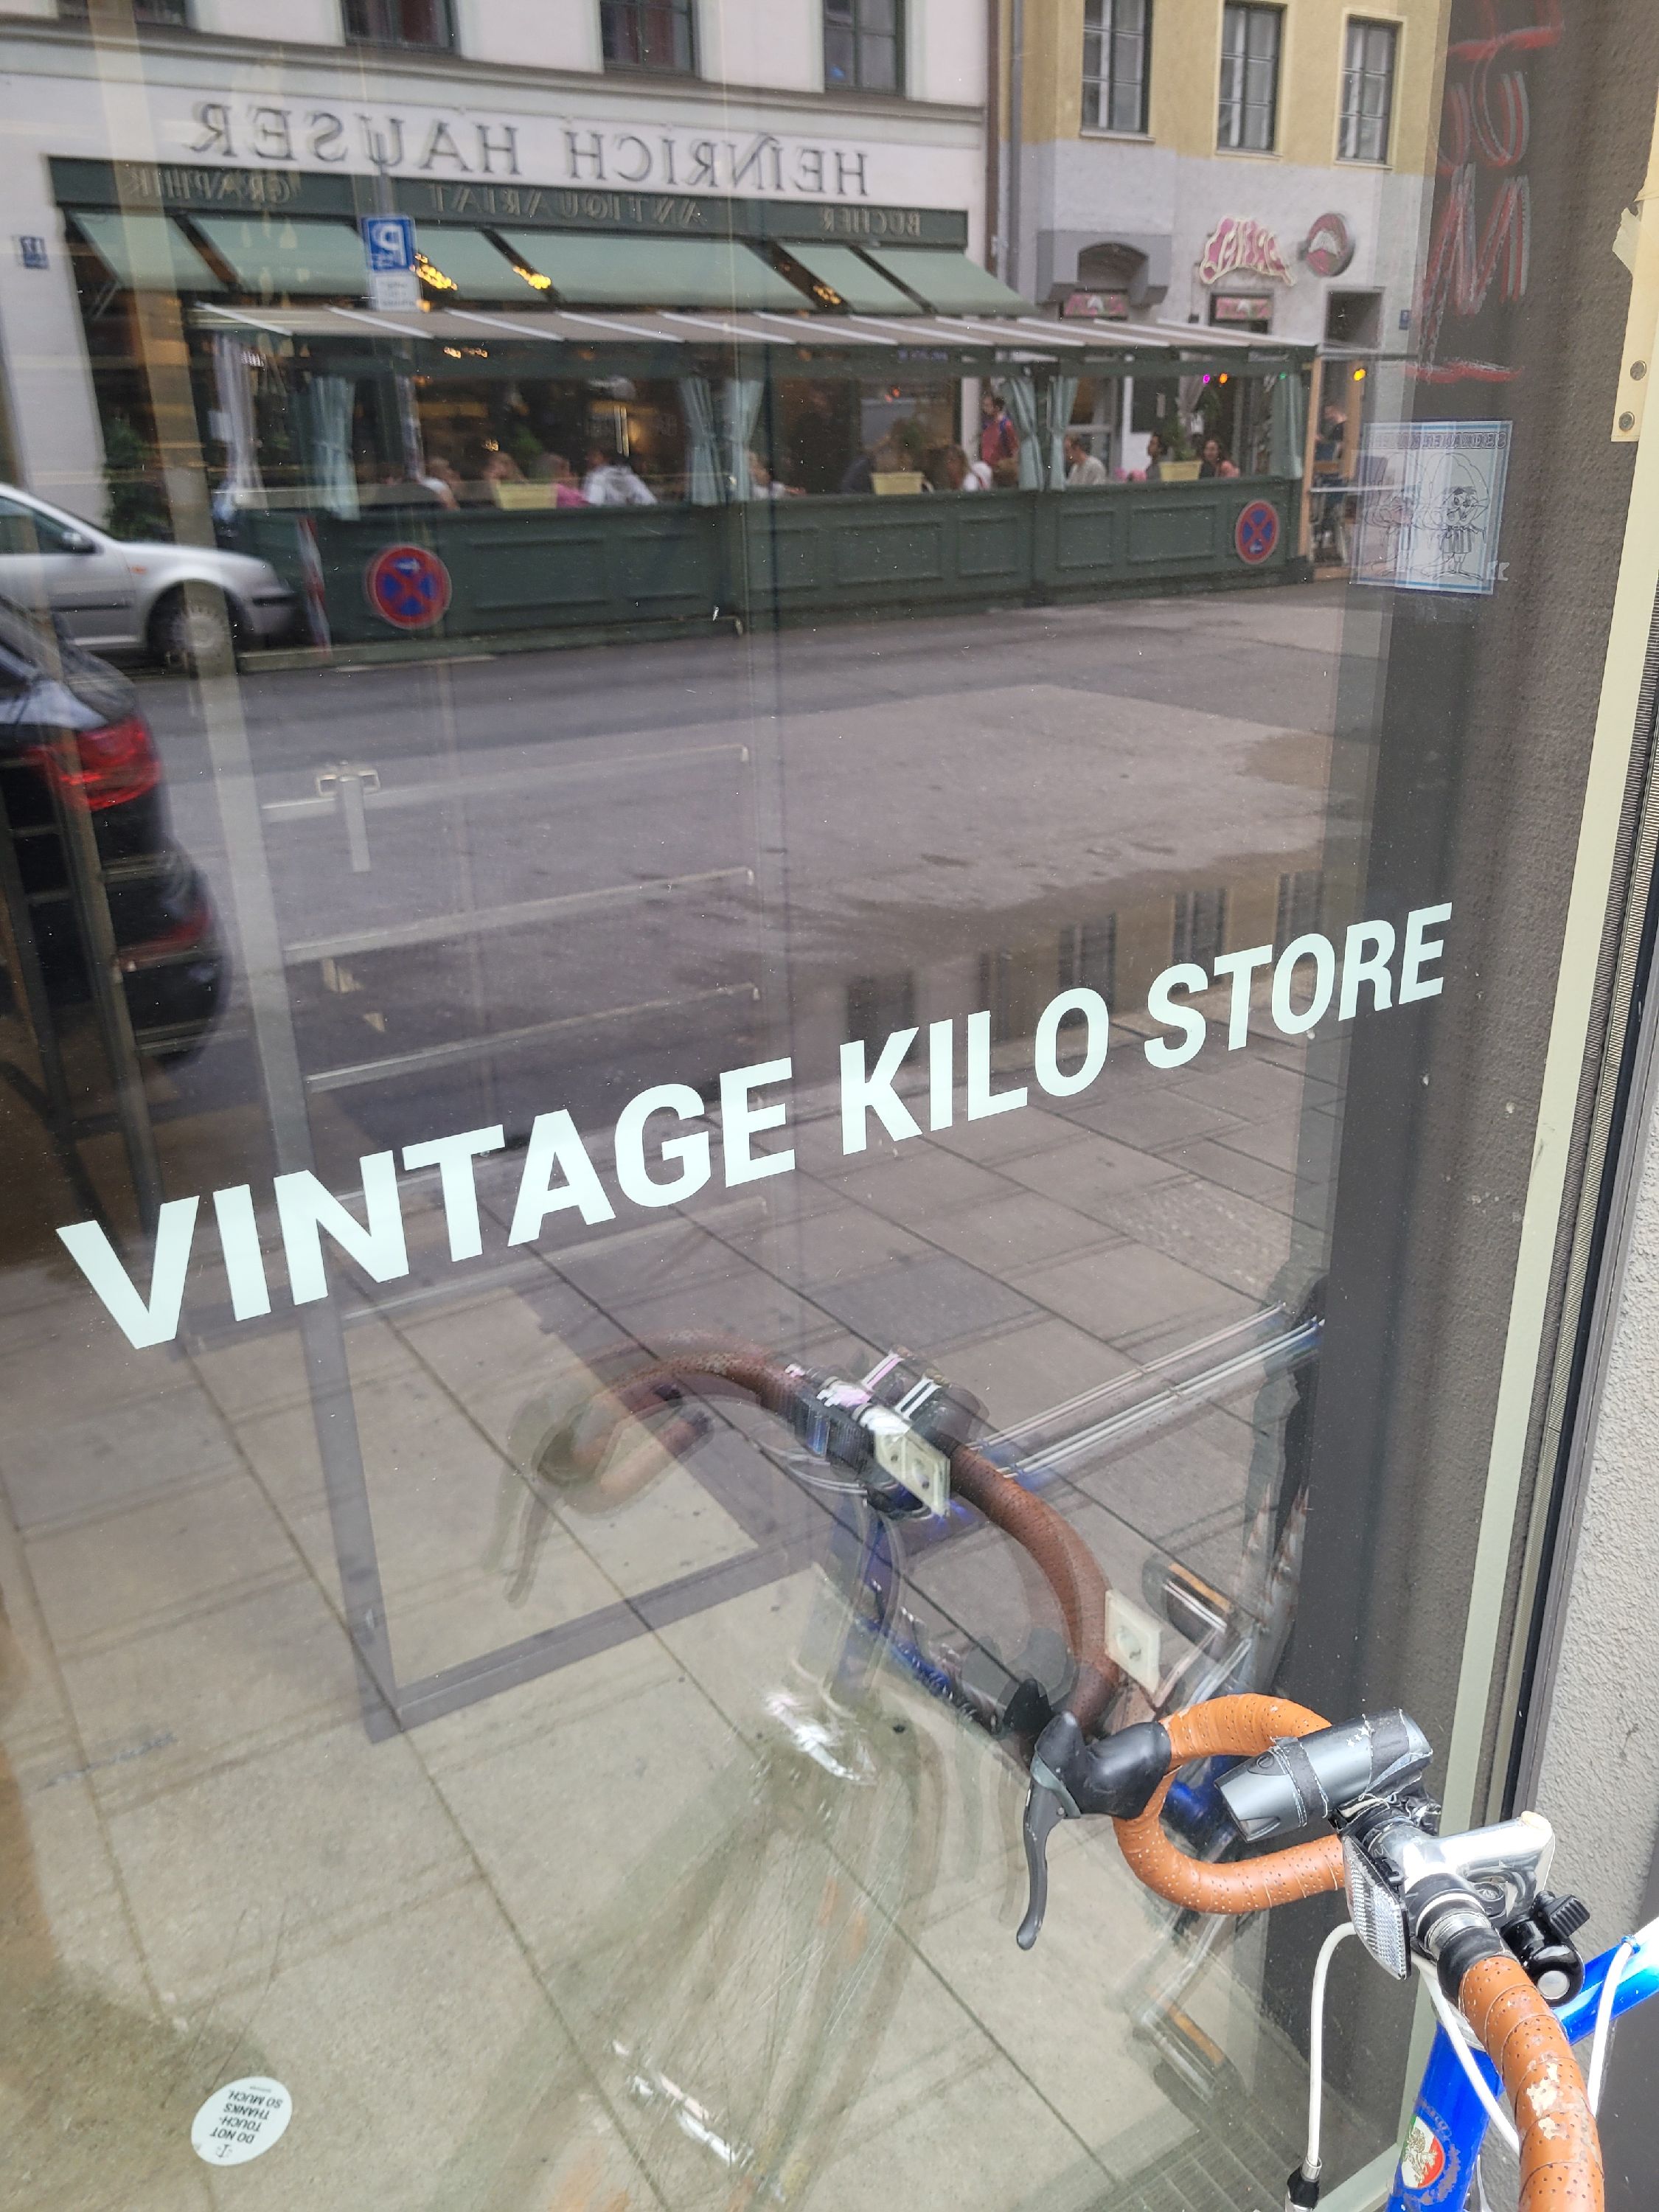 HEINRICH HAUSER
BÜCHER ANTIQUARIAT GRAPHIK
P
VINTAGE KILO STORE
DO NOT
TOUCH-
THANKS
SO MUCH.